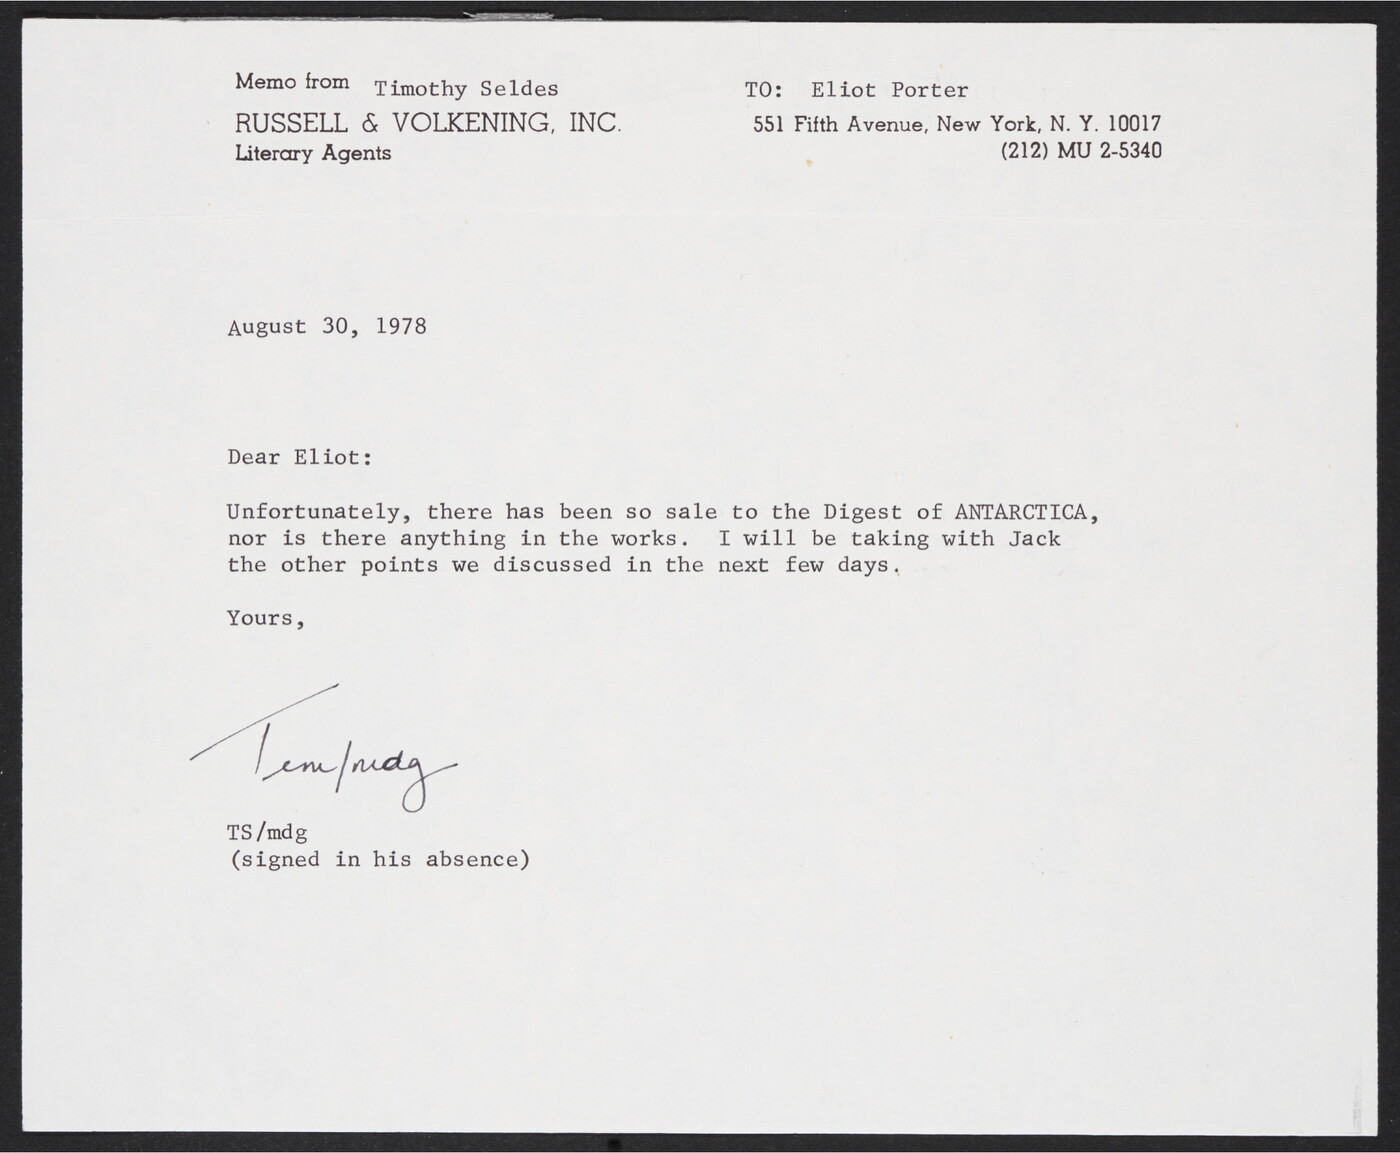 Memo from Timothy Seldes
RUSSELL & VOLKENING, INC.
Literary Agents
TO: Eliot Porter
551 Fifth Avenue, New York, N. Y. 10017
(212) MU 2-5340
August 30, 1978
Dear Eliot:
Unfortunately, there has been so sale to the Digest of ANTARCTICA,
nor is there anything in the works. I will be taking with Jack
the other points we discussed in the next few days.
Yours,
Tim/mdg
TS/mdg
(signed in his absence)